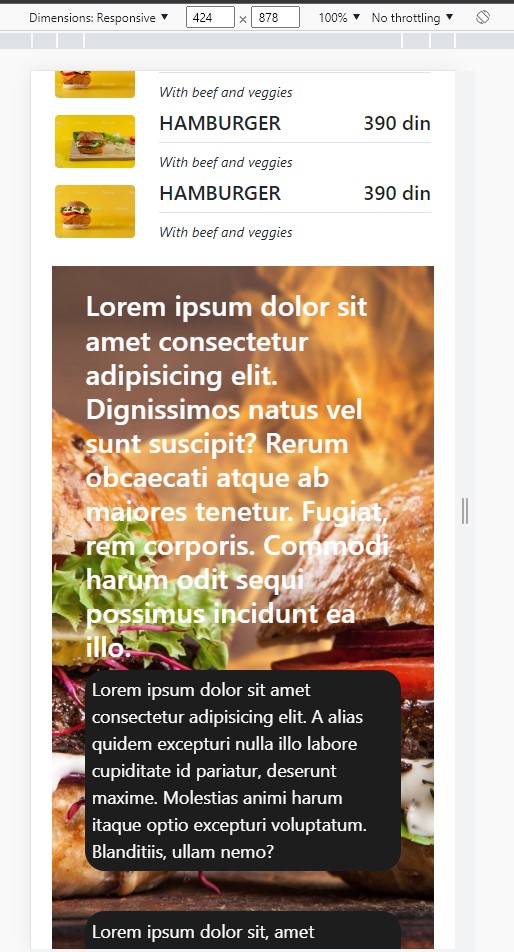 Dimensions: Responsive ▼ 424 × 878 100% ▼ No throttling ▼
With beef and veggies
HAMBURGER 390 din
With beef and veggies
HAMBURGER 390 din
With beef and veggies
Lorem ipsum dolor sit
amet consectetur
adipisicing elit.
Dignissimos natus vel
sunt suscipit? Rerum
obcaecati atque ab
maiores tenetur. Fugiat,
rem corporis. Commodi
harum odit sequi
possimus incidunt ea
illo.
Lorem ipsum dolor sit amet
consectetur adipisicing elit. A alias
quidem excepturi nulla illo labore
cupiditate id pariatur, deserunt
maxime. Molestias animi harum
itaque optio excepturi voluptatum.
Blanditiis, ullam nemo?
Lorem ipsum dolor sit, amet